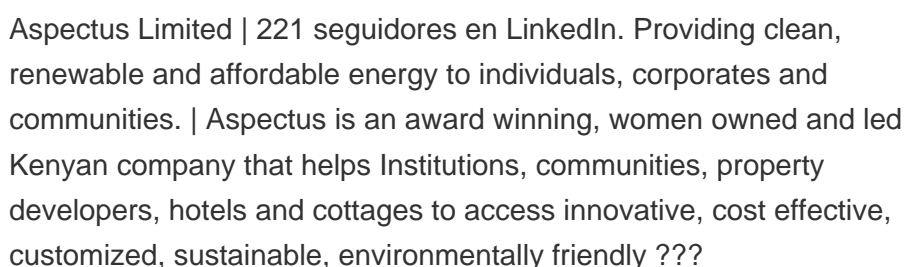 Aspectus Limited | 221 seguidores en LinkedIn. Providing clean,
renewable and affordable energy to individuals, corporates and
communities. | Aspectus is an award winning, women owned and led
Kenyan company that helps Institutions, communities, property
developers, hotels and cottages to access innovative, cost effective,
customized, sustainable, environmentally friendly ???